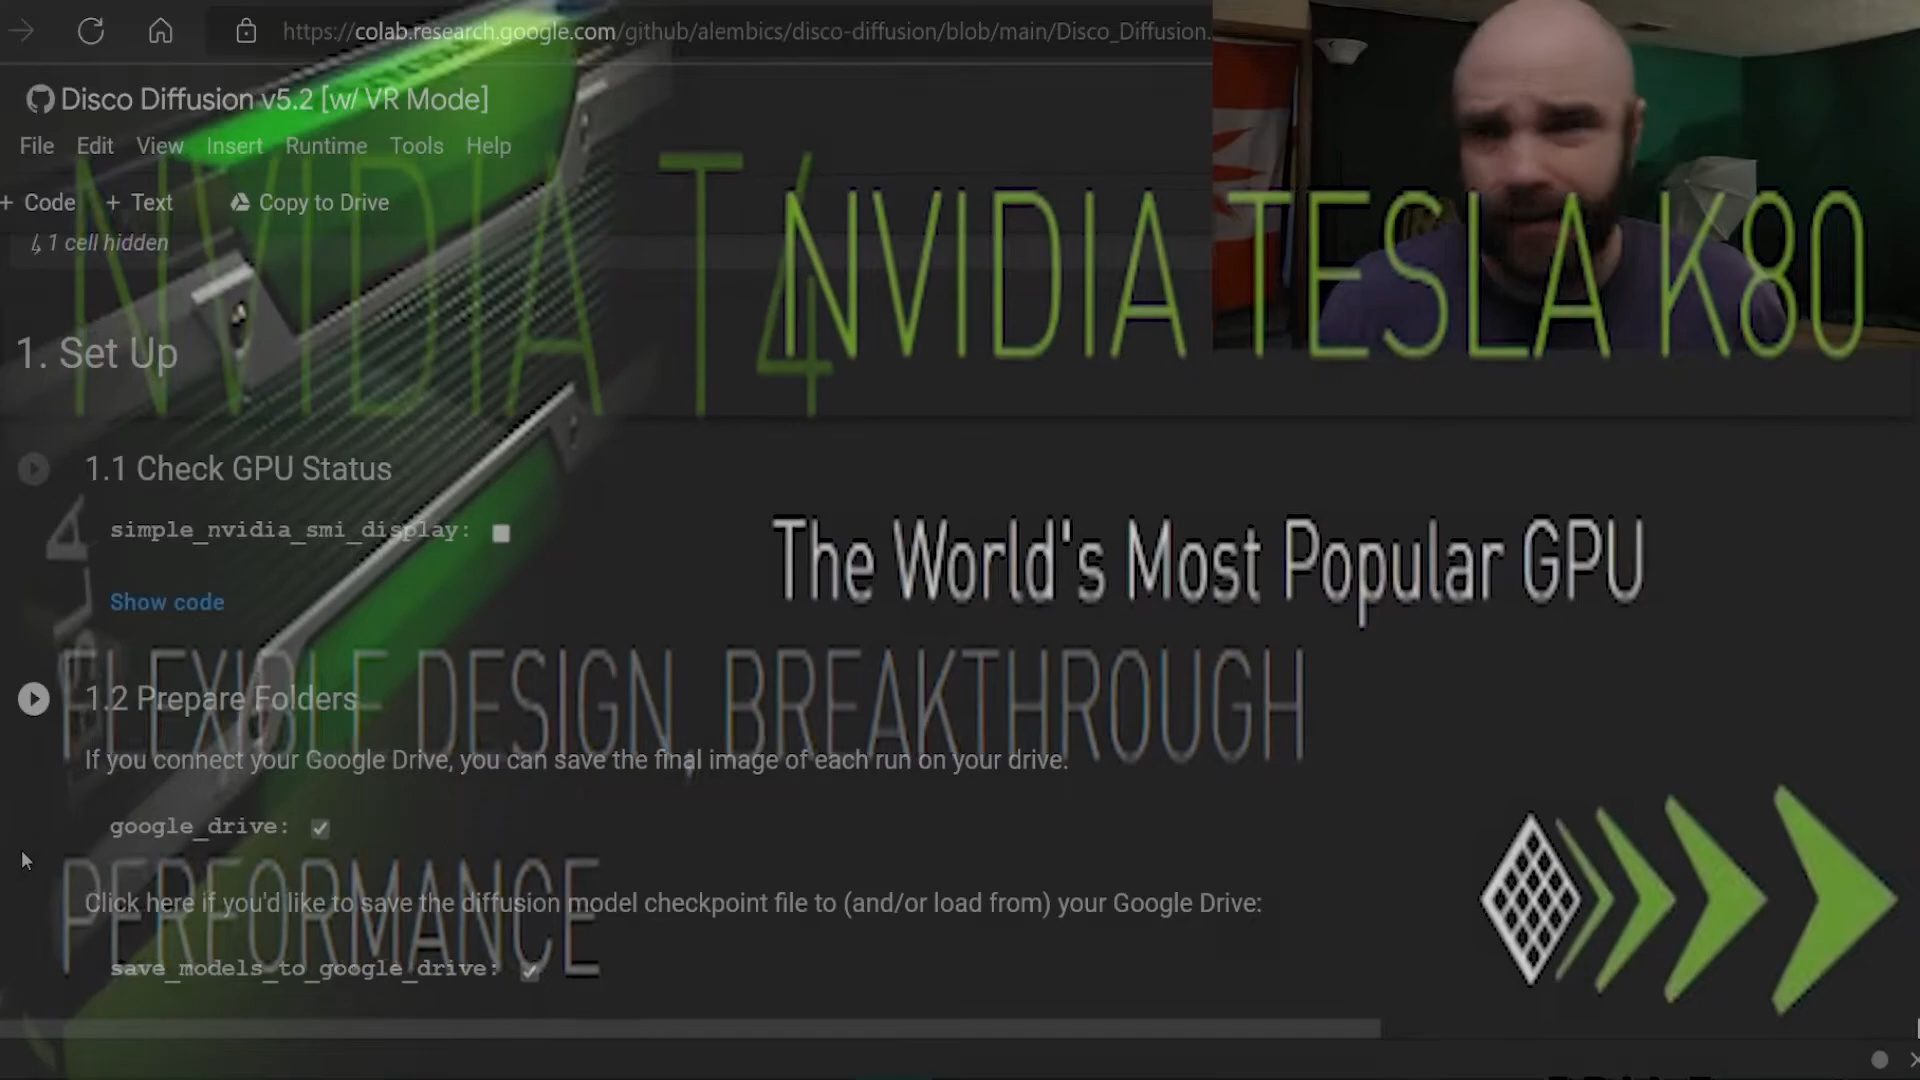 https://colab.research.google.com/github/alembics/disco-diffusion/blob/main/Disco_Diffusion.
Disco Diffusion v5.2 [w/ VR Mode]
File Edit View Insert Runtime Tools Help
+ Code + Text Copy to Drive
1 cell hidden
NVIDIA T4
NVIDIA TESLA K80
1. Set Up
1.1 Check GPU Status
simple_nvidia_smi_display:
The World's Most Popular GPU
Show code
FLEXIBLE DESIGN, BREAKTHROUGH
PERFORMANCE
1.2 Prepare Folders
If you connect your Google Drive, you can save the final image of each run on your drive.
google_drive:
Click here if you'd like to save the diffusion model checkpoint file to (and/or load from) your Google Drive:
save_models_to_google_drive: